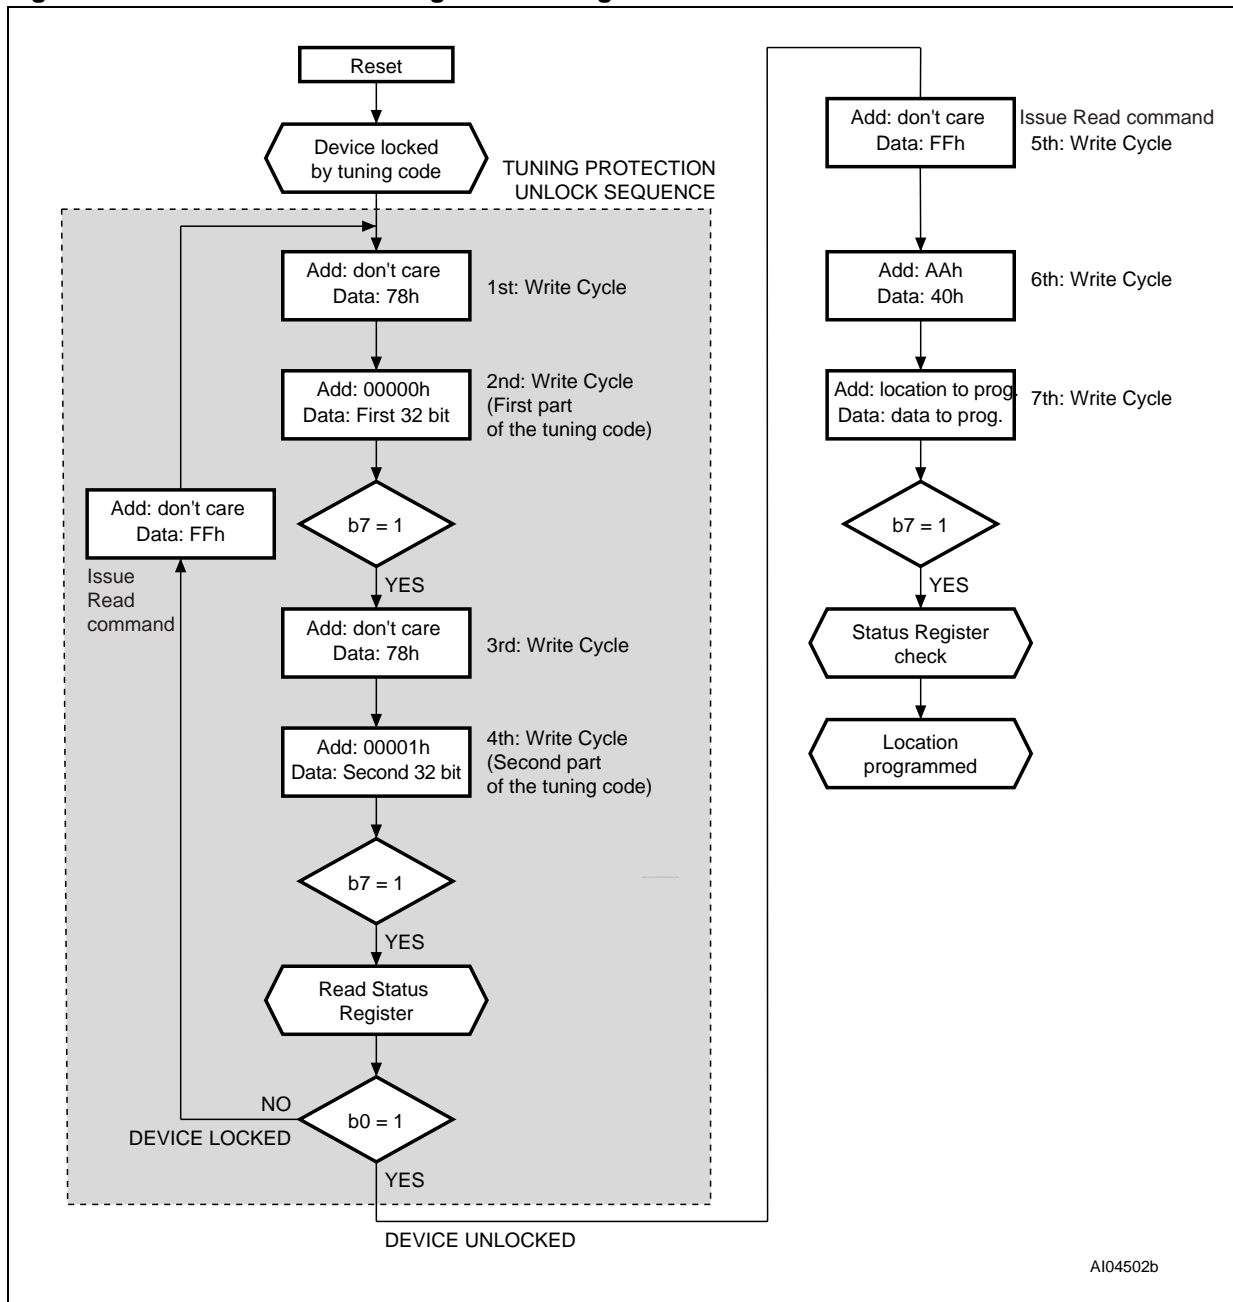 Reset
Device locked
by tuning code
TUNING PROTECTION
UNLOCK SEQUENCE
Add: don't care
Data: 78h
1st: Write Cycle
Add: 00000h
Data: First 32 bit
2nd: Write Cycle
(First part
of the tuning code)
b7 = 1
Add: don't care
Data: FFh
Issue
Read
command
YES
Add: don't care
Data: 78h
3rd: Write Cycle
Add: 00001h
Data: Second 32 bit
4th: Write Cycle
(Second part
of the tuning code)
b7 = 1
YES
Read Status
Register
b0 = 1
NO
DEVICE LOCKED
YES
DEVICE UNLOCKED
Add: don't care
Data: FFh
Issue Read command
5th: Write Cycle
Add: AAh
Data: 40h
6th: Write Cycle
Add: location to prog.
Data: data to prog.
7th: Write Cycle
b7 = 1
YES
Status Register
check
Location
programmed
AI04502b